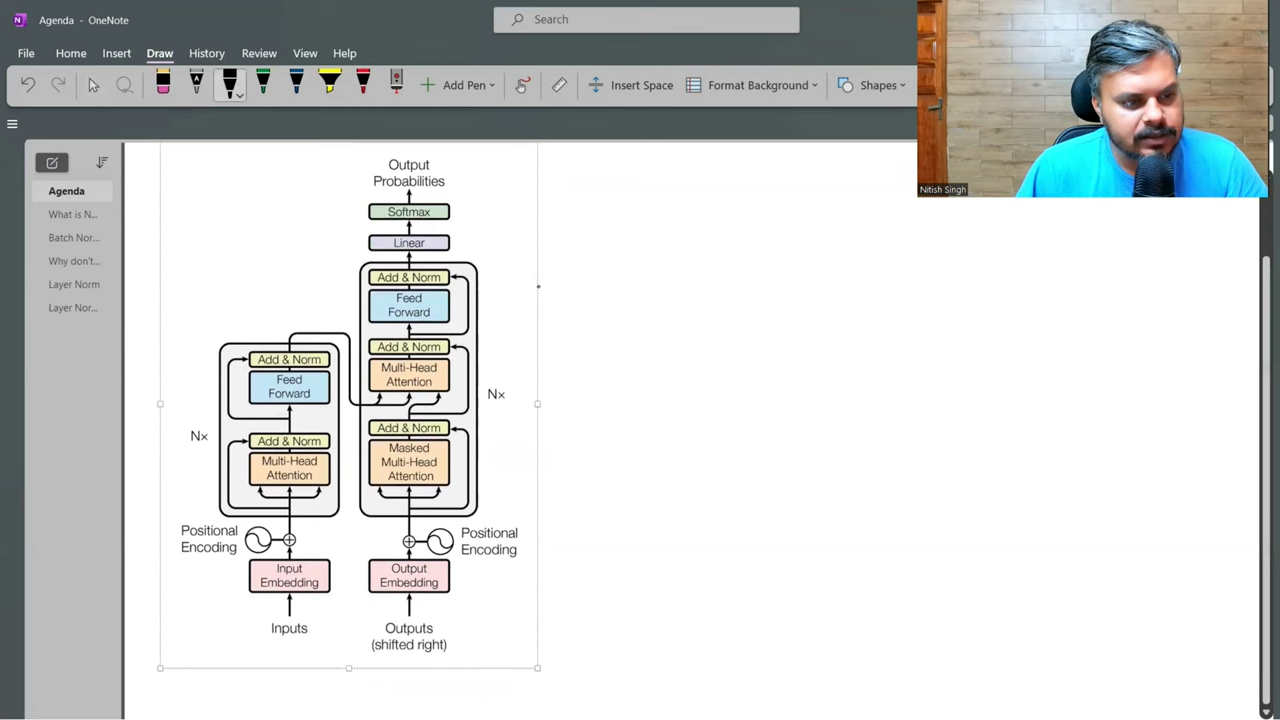 Agenda - OneNote
Search
File Home Insert Draw History Review View Help
Add Pen Insert Space Format Background Shapes
Nitish Singh
Agenda
What is N...
Batch Nor...
Why don't...
Layer Norm
Layer Nor...
Output
Probabilities
Softmax
Linear
Add & Norm
Feed
Forward
Add & Norm
Multi-Head
Attention
Nx
Add & Norm
Masked
Multi-Head
Attention
Positional
Encoding
Output
Embedding
Outputs
(shifted right)
Add & Norm
Feed
Forward
Nx
Add & Norm
Multi-Head
Attention
Positional
Encoding
Input
Embedding
Inputs